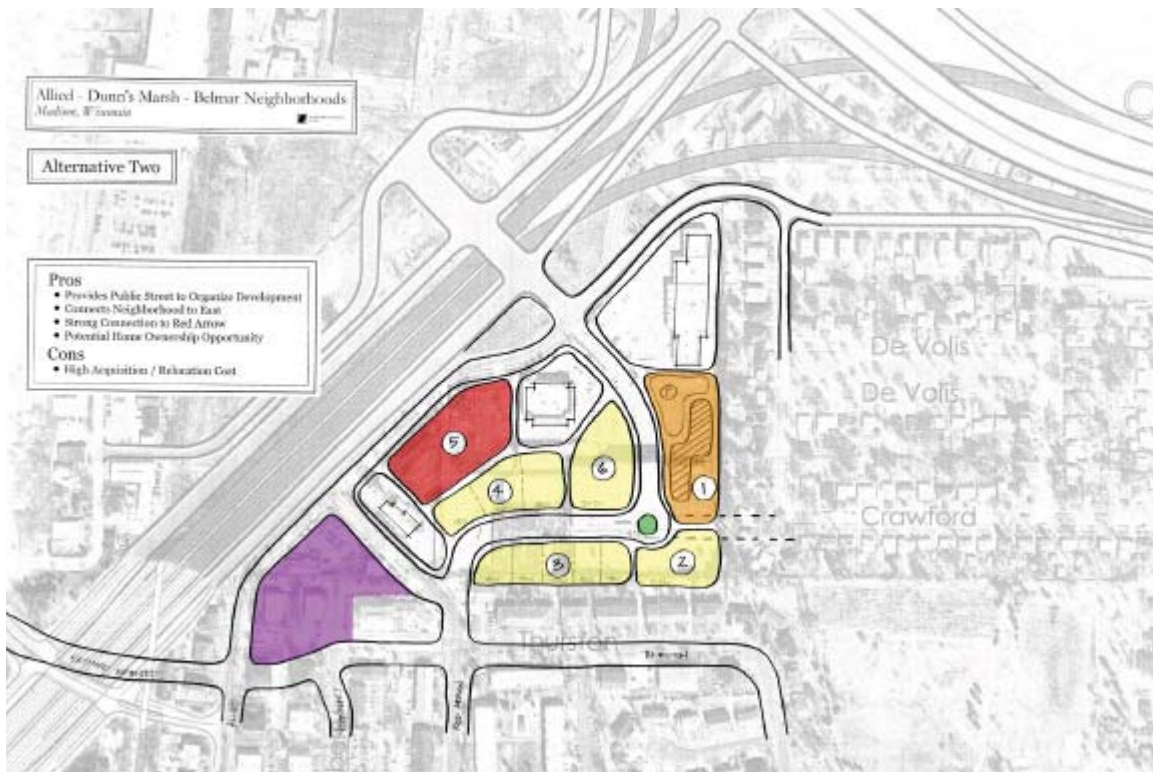 Allied - Dunn's Marsh - Belmar Neighborhoods
Madison, Wisconsin
Alternative Two
Pros
• Provides Public Street to Organize Development
• Connects Neighborhood to East
• Strong Connection to Red Arrow
• Potential Home Ownership Opportunity
Cons
• High Acquisition / Relocation Cost
De Volis
De Volis
Crawford
Thurston
Red Arrow
1
2
3
4
5
6
P